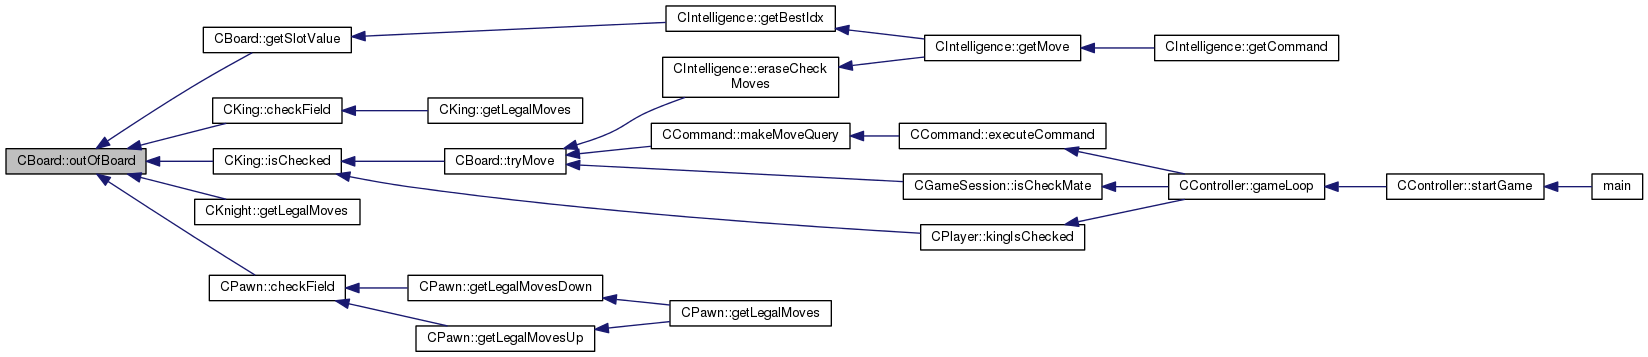 CBoard::outOfBoard
CBoard::getSlotValue
CIntelligence::getBestIdx
CIntelligence::getMove
CIntelligence::getCommand
CKing::checkField
CKing::getLegalMoves
CKing::isChecked
CBoard::tryMove
CIntelligence::eraseCheck
Moves
CCommand::makeMoveQuery
CCommand::executeCommand
CController::gameLoop
CController::startGame
main
CGameSession::isCheckMate
CPlayer::kingIsChecked
CKnight::getLegalMoves
CPawn::checkField
CPawn::getLegalMovesDown
CPawn::getLegalMoves
CPawn::getLegalMovesUp